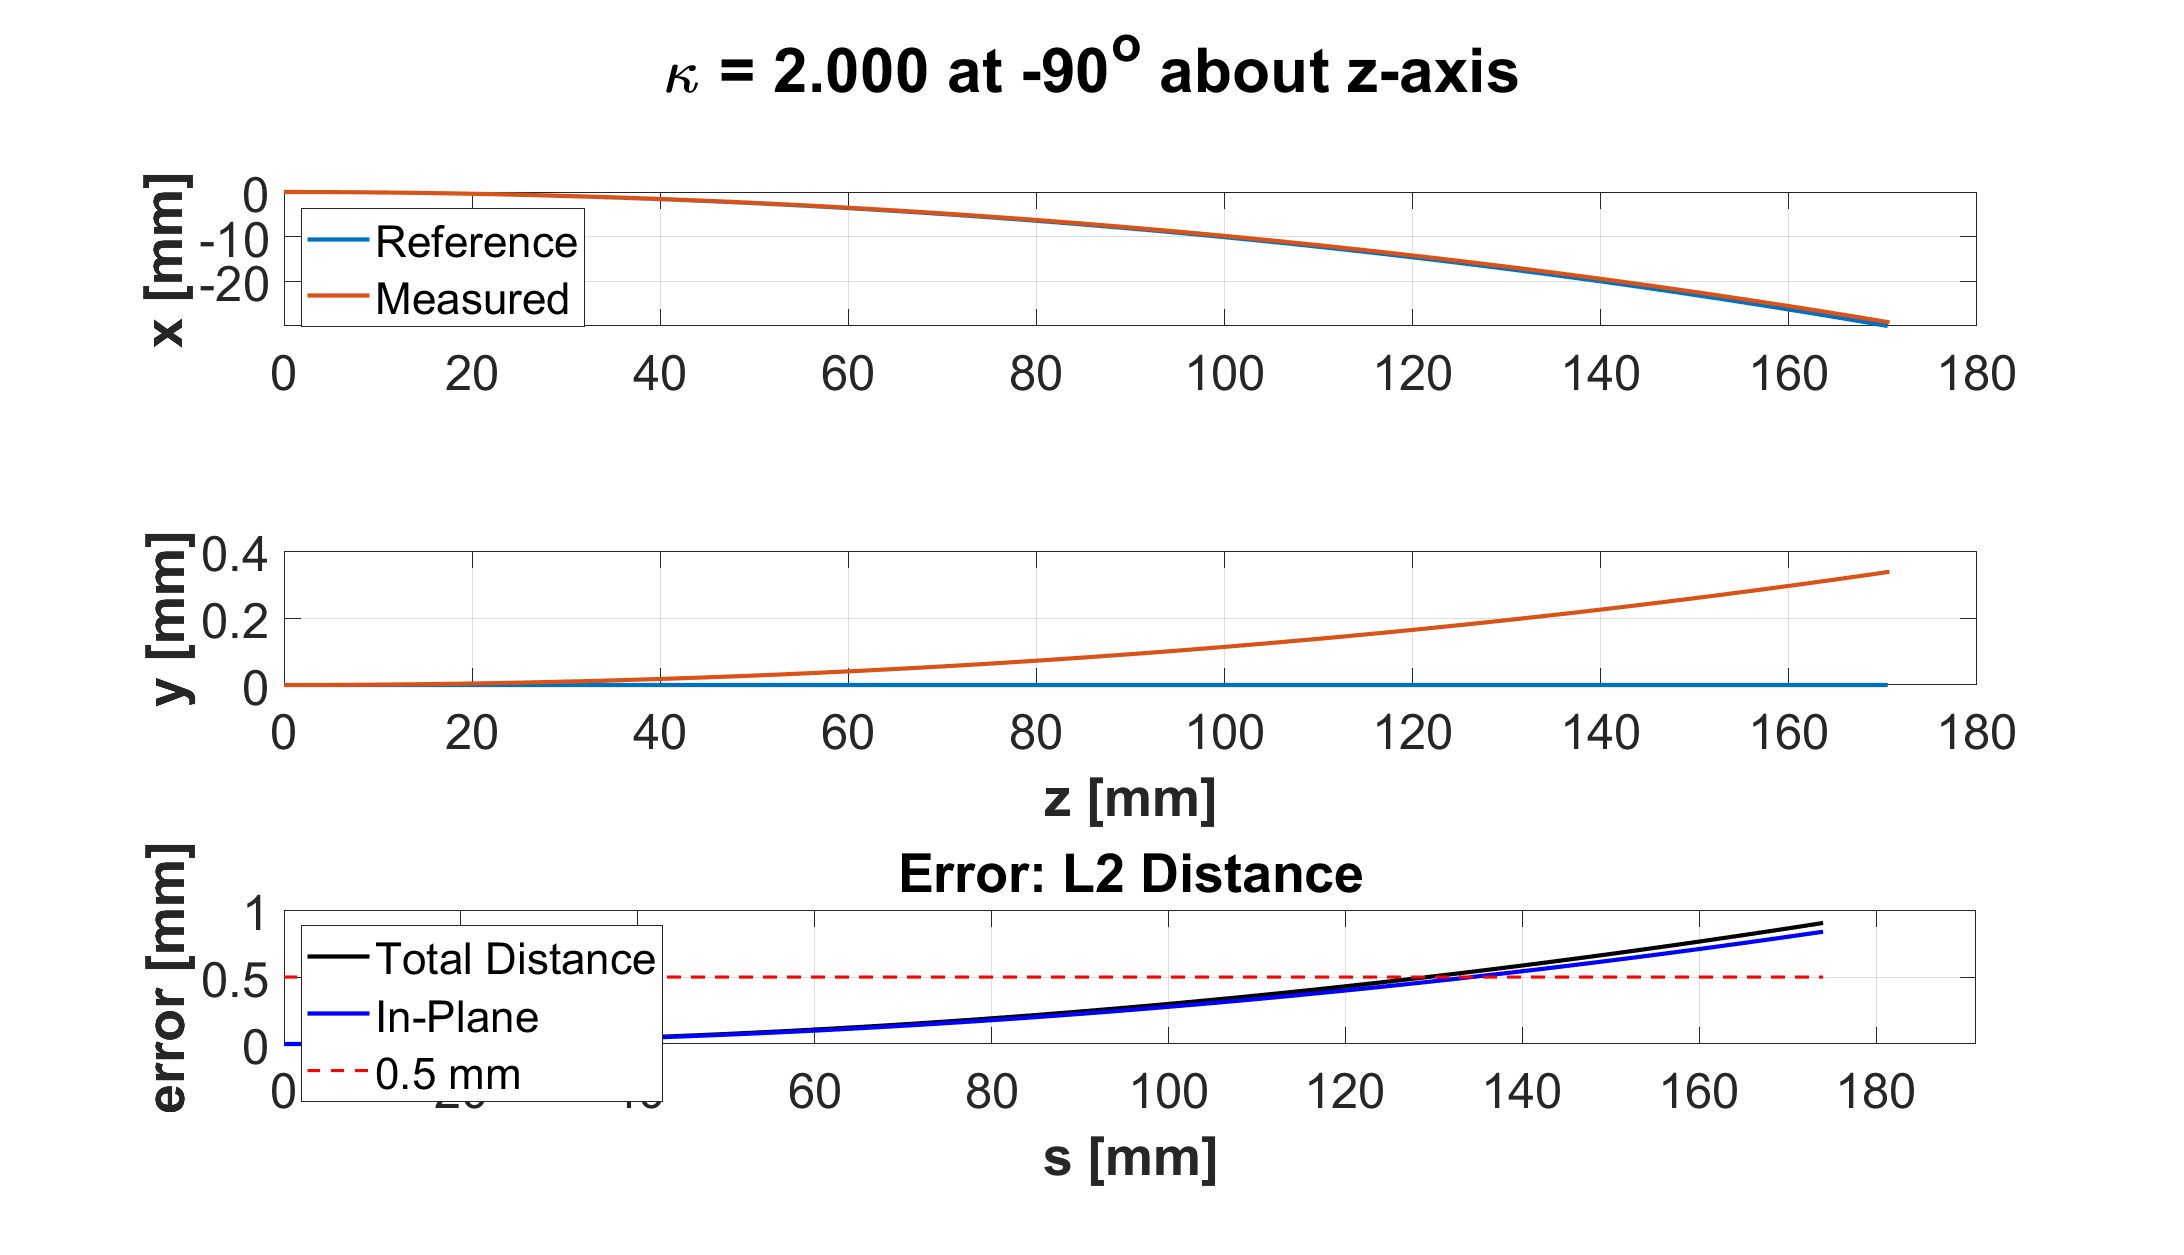 κ = 2.000 at -90° about z-axis
x [mm]
0
-10
-20
Reference
Measured
0 20 40 60 80 100 120 140 160 180
y [mm]
0.4
0.2
0
0 20 40 60 80 100 120 140 160 180
z [mm]
Error: L2 Distance
error [mm]
1
0.5
0
Total Distance
In-Plane
0.5 mm
0 60 80 100 120 140 160 180
s [mm]